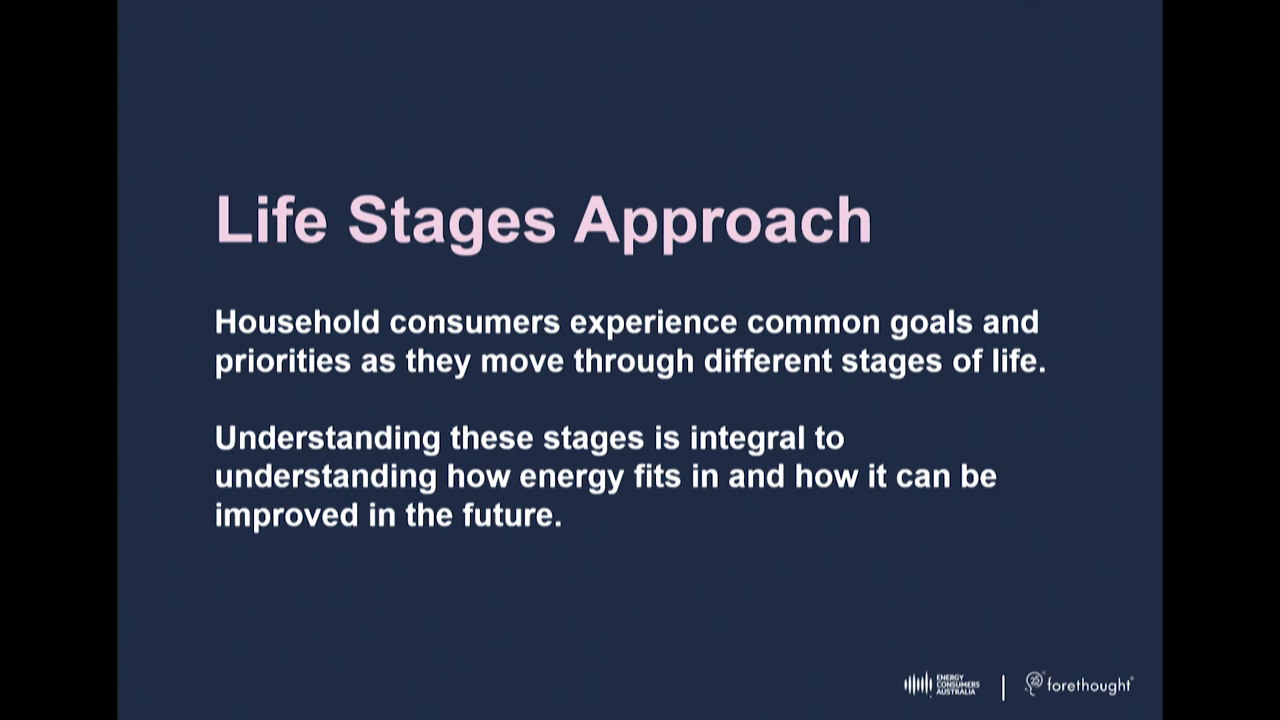 Life Stages Approach
Household consumers experience common goals and
priorities as they move through different stages of life.
Understanding these stages is integral to
understanding how energy fits in and how it can be
improved in the future.
ENERGY
CONSUMERS
AUSTRALIA
forethought